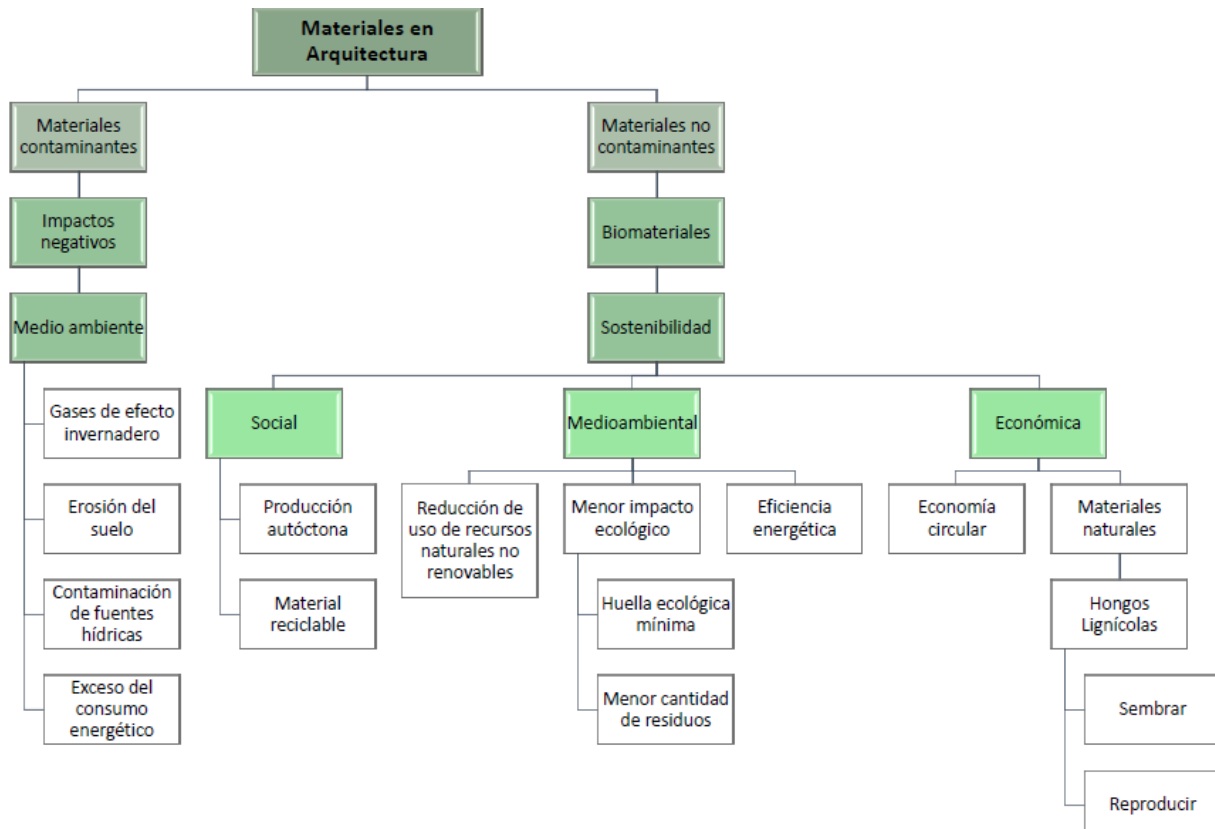 Materiales en
Arquitectura
Materiales
contaminantes
Materiales no
contaminantes
Impactos
negativos
Biomateriales
Medio ambiente
Sostenibilidad
Gases de efecto
invernadero
Social
Medioambiental
Económica
Erosión del
suelo
Producción
autóctona
Reducción de
uso de recursos
naturales no
renovables
Menor impacto
ecológico
Eficiencia
energética
Economía
circular
Materiales
naturales
Contaminación
de fuentes
hídricas
Material
reciclable
Huella ecológica
mínima
Hongos
Lignícolas
Exceso del
consumo
energético
Menor cantidad
de residuos
Sembrar
Reproducir